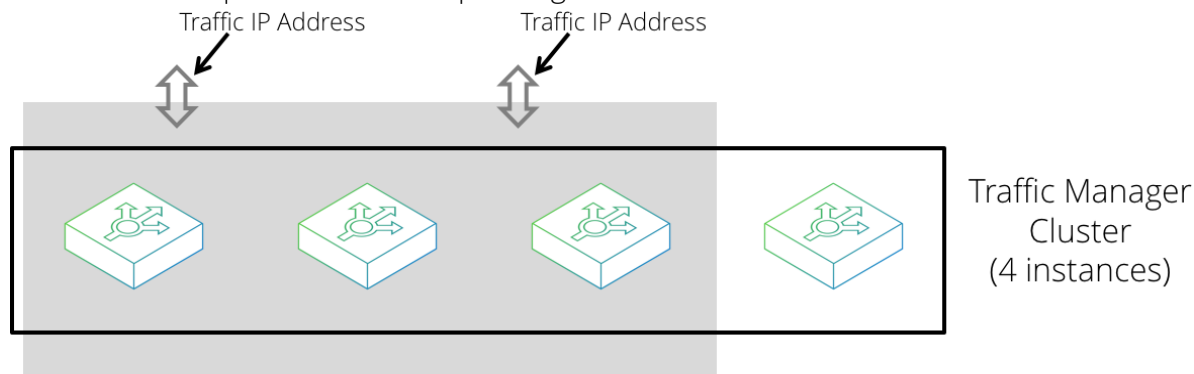 Traffic IP Address
Traffic IP Address
Traffic Manager
Cluster
(4 instances)